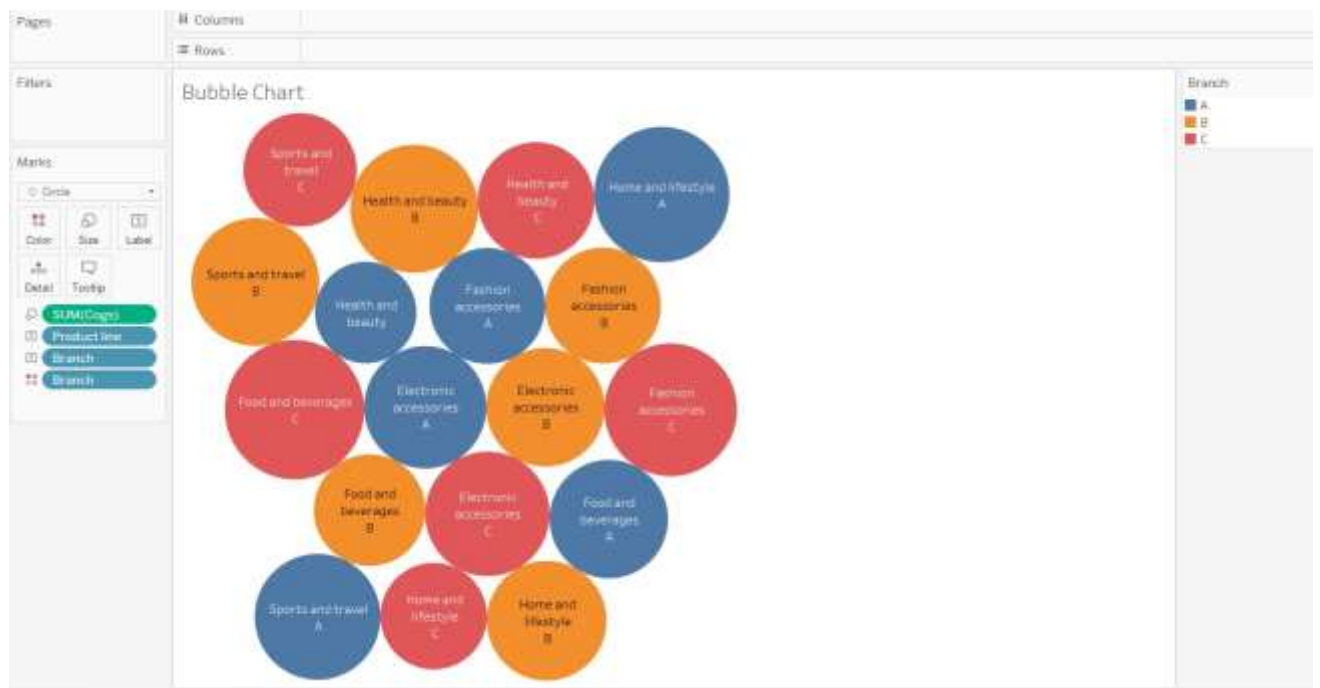 Pages
Columns
Rows
Filters
Bubble Chart
Branch
A
B
C
Marks
Circle
Color
Size
Label
Detail
Tooltip
SUM(Cogs)
Product line
Branch
Branch
Sports and
travel
C
Health and beauty
B
Health and
beauty
C
Home and lifestyle
A
Sports and travel
B
Health and
beauty
Fashion
accessories
A
Fashion
accessories
B
Food and beverages
C
Electronic
accessories
A
Electronic
accessories
B
Fashion
accessories
C
Food and
beverages
B
Electronic
accessories
C
Food and
beverages
A
Sports and travel
A
Home and
lifestyle
C
Home and
lifestyle
B